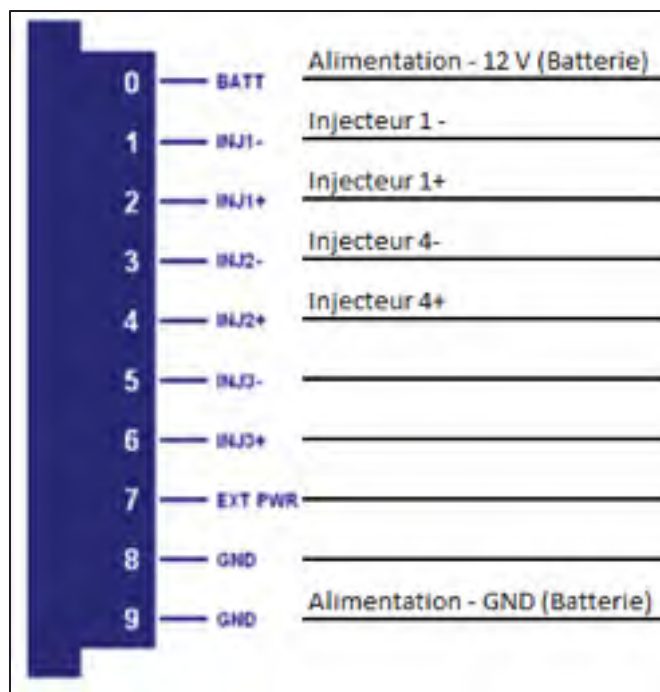 0 BATT Alimentation - 12 V (Batterie)
1 INJ1- Injecteur 1 -
2 INJ1+ Injecteur 1+
3 INJ2- Injecteur 4-
4 INJ2+ Injecteur 4+
5 INJ3-
6 INJ3+
7 EXT PWR
8 GND
9 GND Alimentation - GND (Batterie)